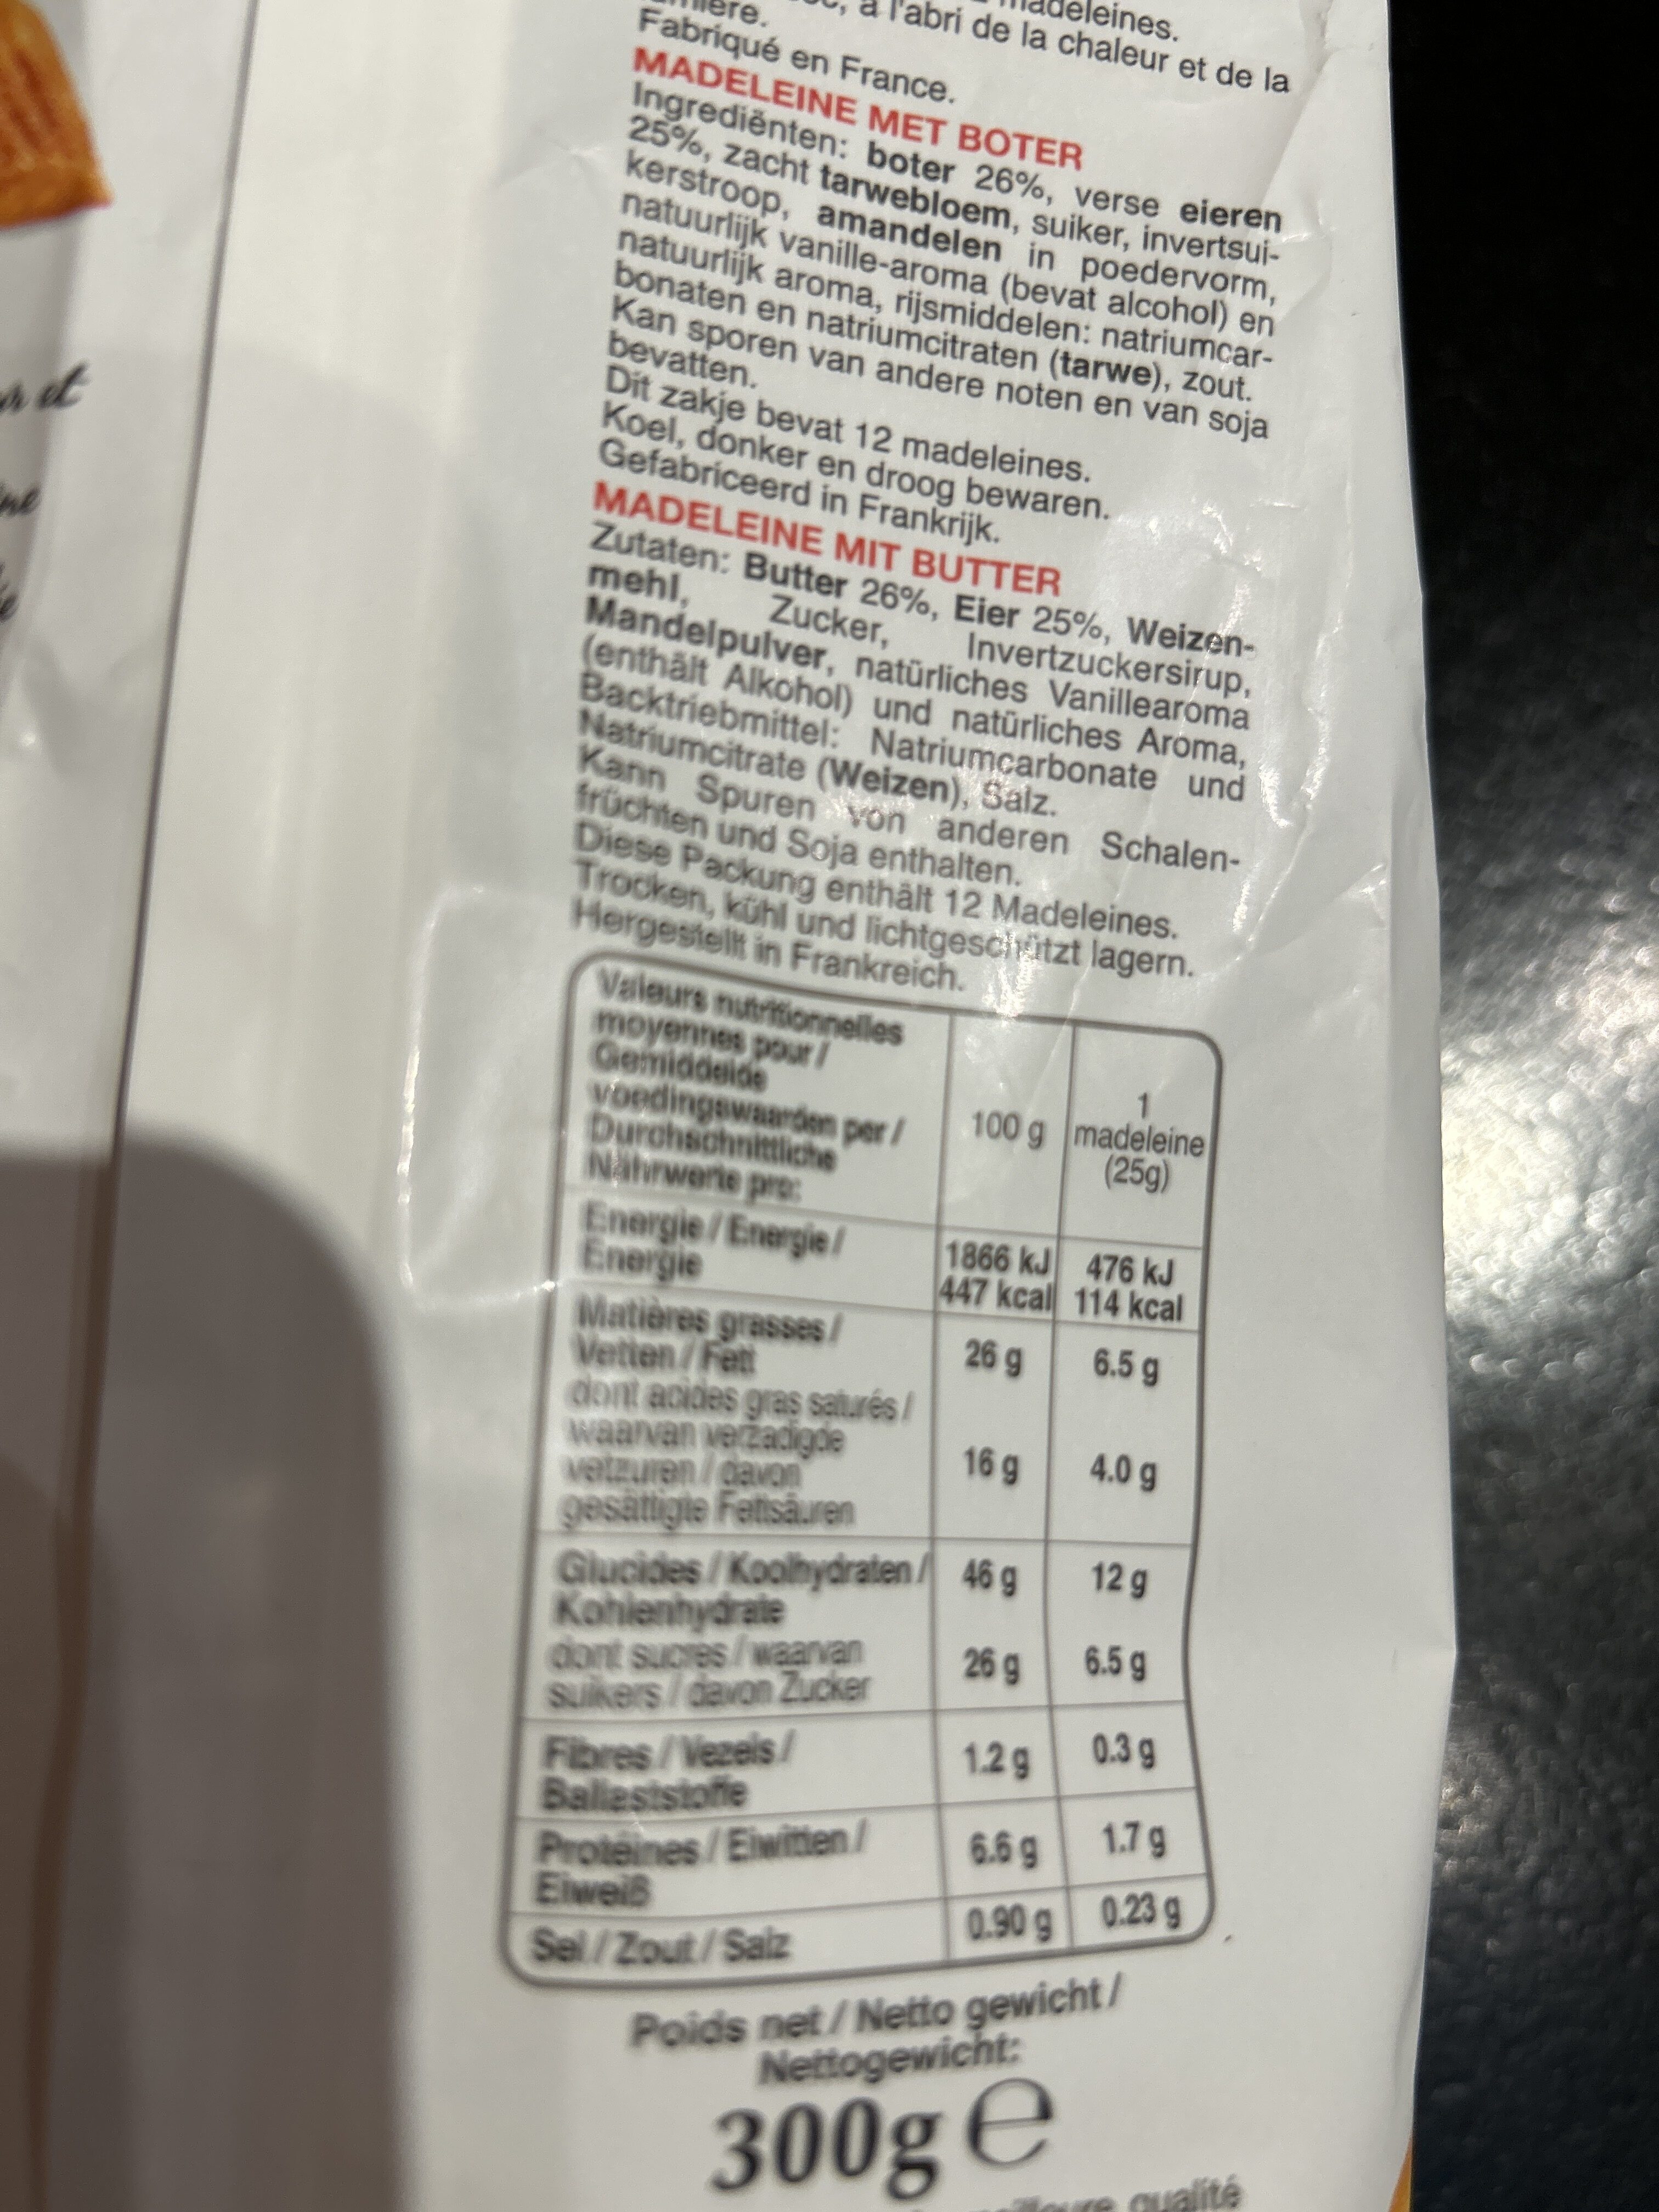 madeleines.
à l'abri de la chaleur et de la
Fabriqué en France.
MADELEINE MET BOTER
Ingrediënten: boter 26%, verse eieren
25%, zacht tarwebloem, suiker, invertsui-
kerstroop, amandelen in poedervorm,
natuurlijk vanille-aroma (bevat alcohol) en
natuurlijk aroma, rijsmiddelen: natriumcar-
bonaten en natriumcitraten (tarwe), zout.
Kan sporen van andere noten en van soja
bevatten.
Dit zakje bevat 12 madeleines.
Koel, donker en droog bewaren.
Gefabriceerd in Frankrijk.
MADELEINE MIT BUTTER
Zutaten: Butter 26%, Eier 25%, Weizen-
mehl, Zucker, Invertzuckersirup,
Mandelpulver, natürliches Vanillearoma
(enthält Alkohol) und natürliches Aroma,
Backtriebmittel: Natriumcarbonate und
Natriumcitrate (Weizen), Salz.
Kann Spuren von anderen Schalen-
früchten und Soja enthalten.
Diese Packung enthält 12 Madeleines.
Trocken, kühl und lichtgeschützt lagern.
Hergestellt in Frankreich.
Valeurs nutritionnelles
moyennes pour /
Gemiddelde
voedingswaarden per /
Durchschnittliche
Nährwerte pro:
100 g
1
madeleine
(25g)
Energie / Energie /
Energie
1866 kJ 476 kJ
447 kcal 114 kcal
Matières grasses /
Vetten / Fett
26 g 6.5 g
dont acides gras saturés /
waarvan verzadigde
vetzuren / davon
gesättigte Fettsäuren
16 g 4.0 g
Glucides / Koolhydraten /
Kohlenhydrate
46 g 12 g
dont sucres / waarvan
suikers / davon Zucker
26 g 6.5 g
Fibres / Vezels /
Ballaststoffe
1.2 g 0.3 g
Protéines / Eiwitten /
Eiweiß
6.6 g 1.7 g
Sel / Zout / Salz
0.90 g 0.23 g
Poids net / Netto gewicht /
Nettogewicht:
300g e
qualité
et